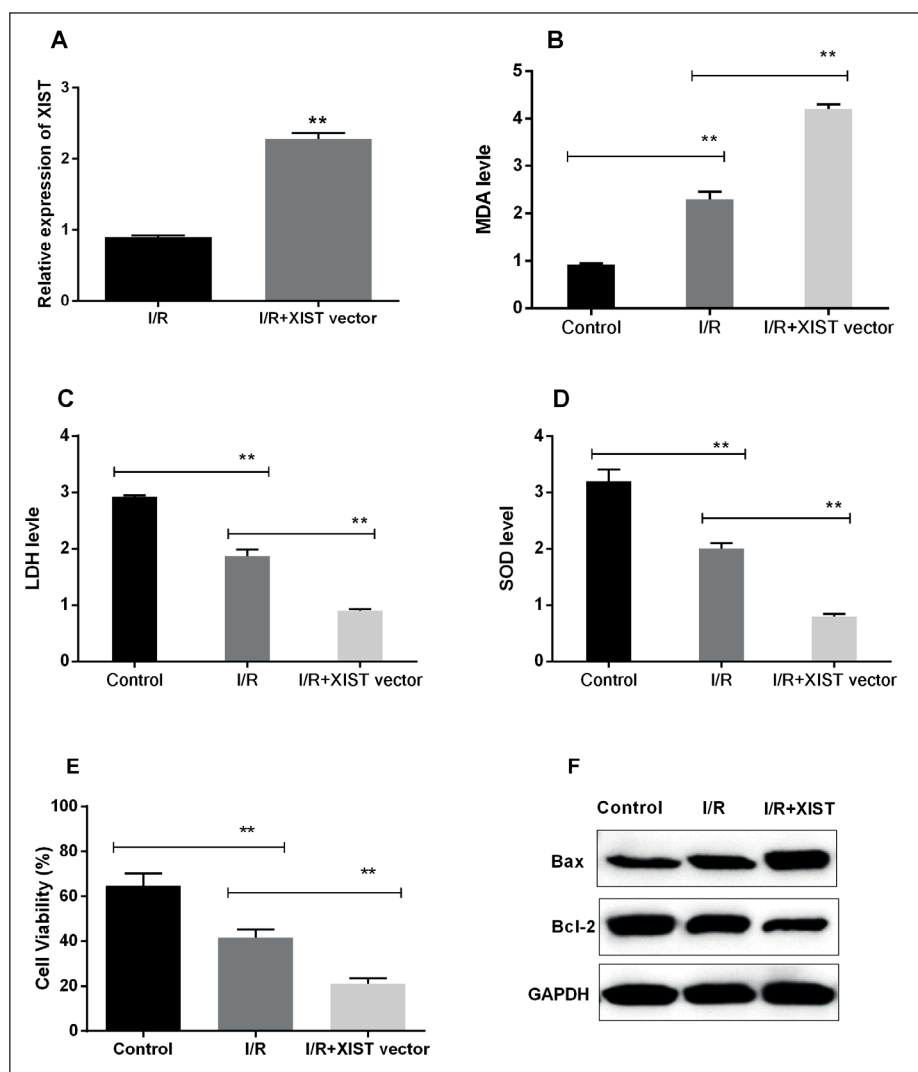 A
Relative expression of XIST
3
2
1
0
**
I/R
I/R+XIST vector
B
MDA levle
5
4
3
2
1
0
**
**
Control
I/R
I/R+XIST vector
C
LDH levle
4
3
2
1
0
**
**
Control
I/R
I/R+XIST vector
D
SOD level
4
3
2
1
0
**
**
Control
I/R
I/R+XIST vector
E
Cell Viability (%)
100
80
60
40
20
0
**
**
Control
I/R
I/R+XIST vector
F
Control I/R I/R+XIST
Bax
Bcl-2
GAPDH